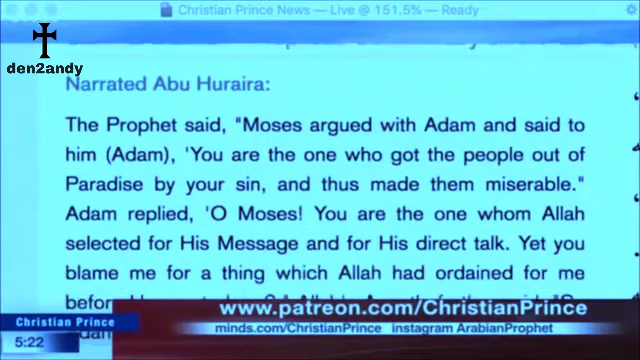 Christian Prince News — Live @ 151.5% — Ready
den2andy
Narrated Abu Huraira:
The Prophet said, "Moses argued with Adam and said to
him (Adam), 'You are the one who got the people out of
Paradise by your sin, and thus made them miserable."
Adam replied, 'O Moses! You are the one whom Allah
selected for His Message and for His direct talk. Yet you
blame me for a thing which Allah had ordained for me
www.patreon.com/ChristianPrince
Christian Prince
minds.com/ChristianPrince instagram ArabianProphet
5:22